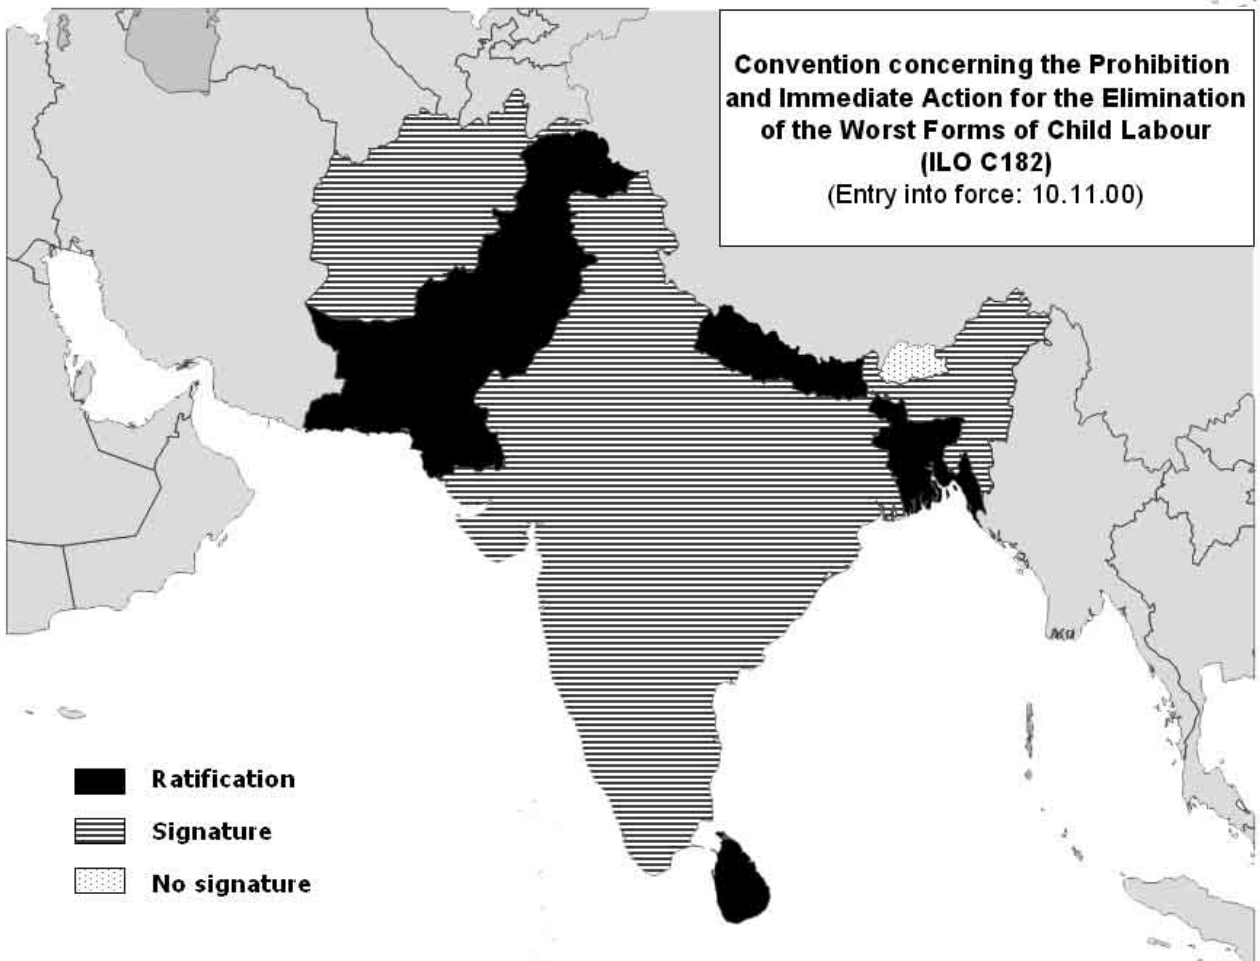 Convention concerning the Prohibition
and Immediate Action for the Elimination
of the Worst Forms of Child Labour
(ILO C182)
(Entry into force: 10.11.00)
Ratification
Signature
No signature